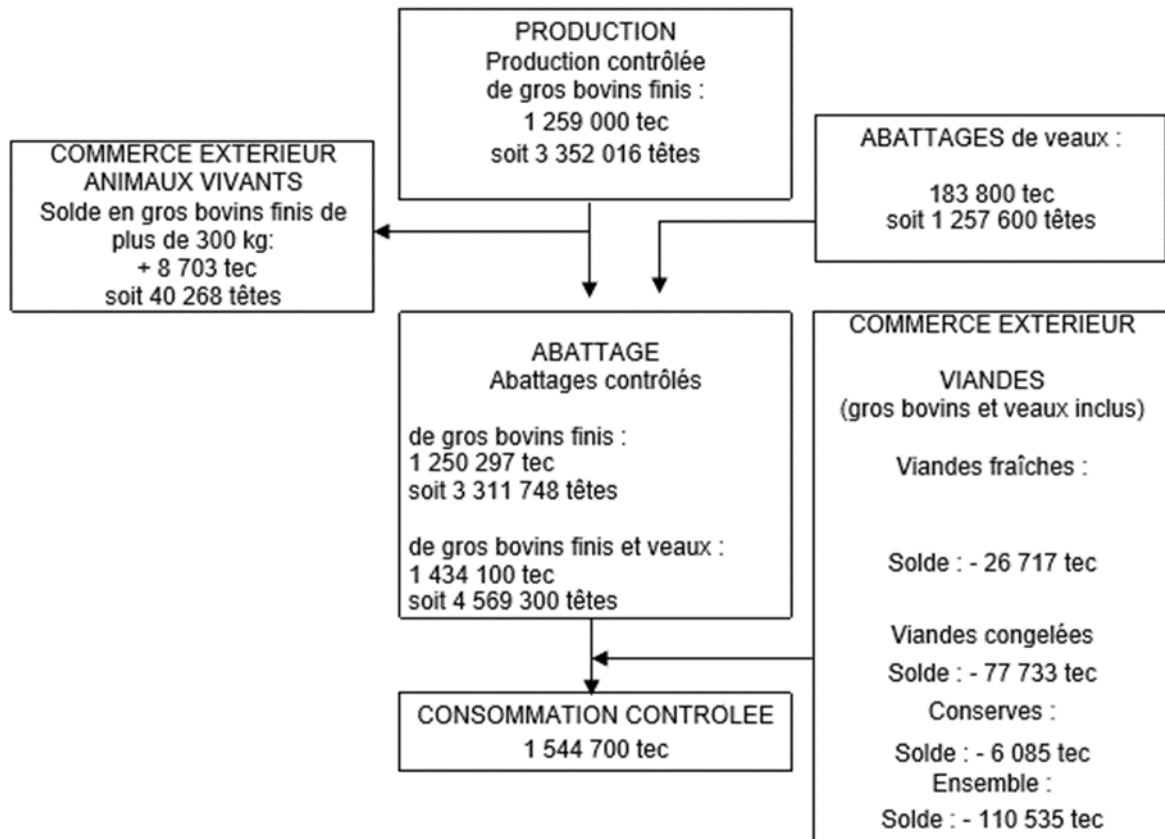 PRODUCTION
Production contrôlée
de gros bovins finis :
1 259 000 tec
soit 3 352 016 têtes
ABATTAGES de veaux :
183 800 tec
soit 1 257 600 têtes
COMMERCE EXTERIEUR
ANIMAUX VIVANTS
Solde en gros bovins finis de
plus de 300 kg:
+ 8 703 tec
soit 40 268 têtes
ABATTAGE
Abattages contrôlés
de gros bovins finis :
1 250 297 tec
soit 3 311 748 têtes
de gros bovins finis et veaux :
1 434 100 tec
soit 4 569 300 têtes
COMMERCE EXTERIEUR
VIANDES
(gros bovins et veaux inclus)
Viandes fraîches :
Solde : - 26 717 tec
Viandes congelées
Solde : - 77 733 tec
Conserves :
Solde : - 6 085 tec
Ensemble :
Solde : - 110 535 tec
CONSOMMATION CONTROLEE
1 544 700 tec